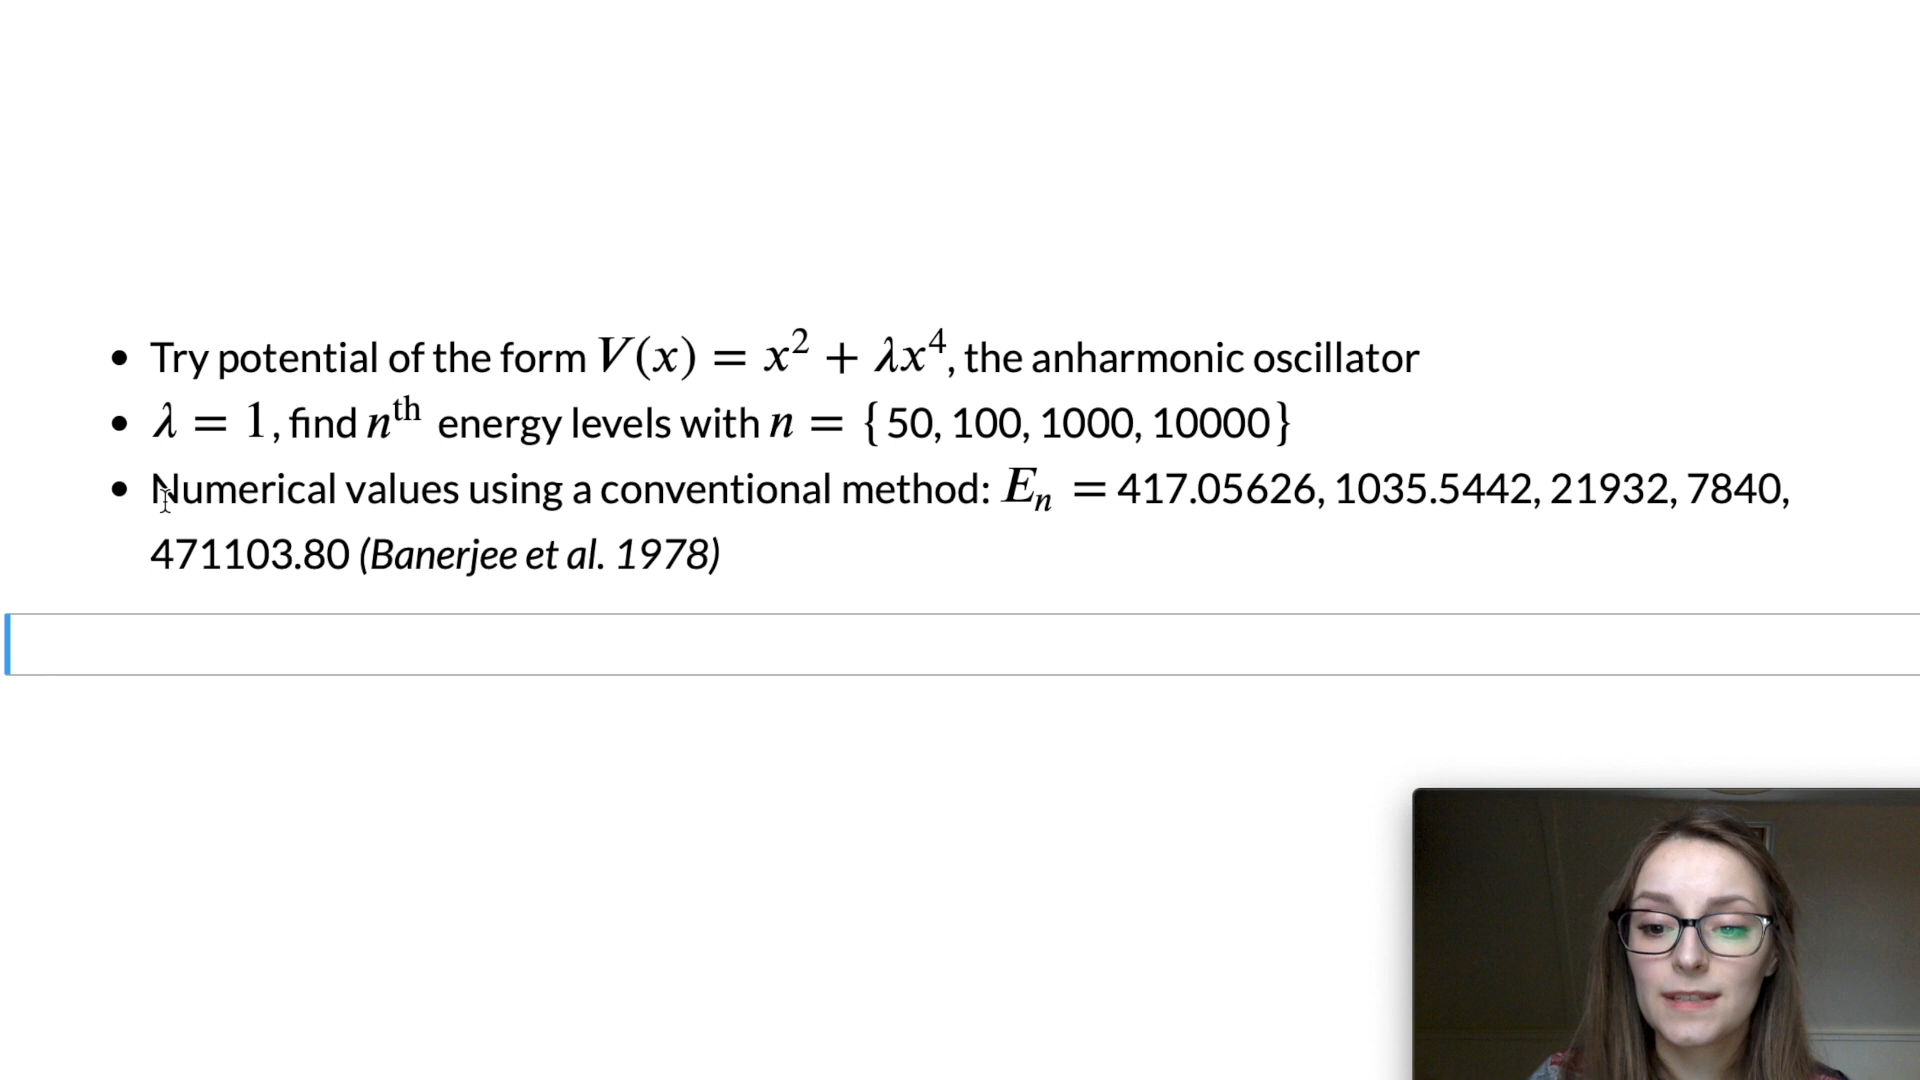 • Try potential of the form V(x) = x² + λx⁴, the anharmonic oscillator
• λ = 1, find nᵗʰ energy levels with n = {50, 100, 1000, 10000}
• Numerical values using a conventional method: Eₙ = 417.05626, 1035.5442, 21932, 7840,
471103.80 (Banerjee et al. 1978)